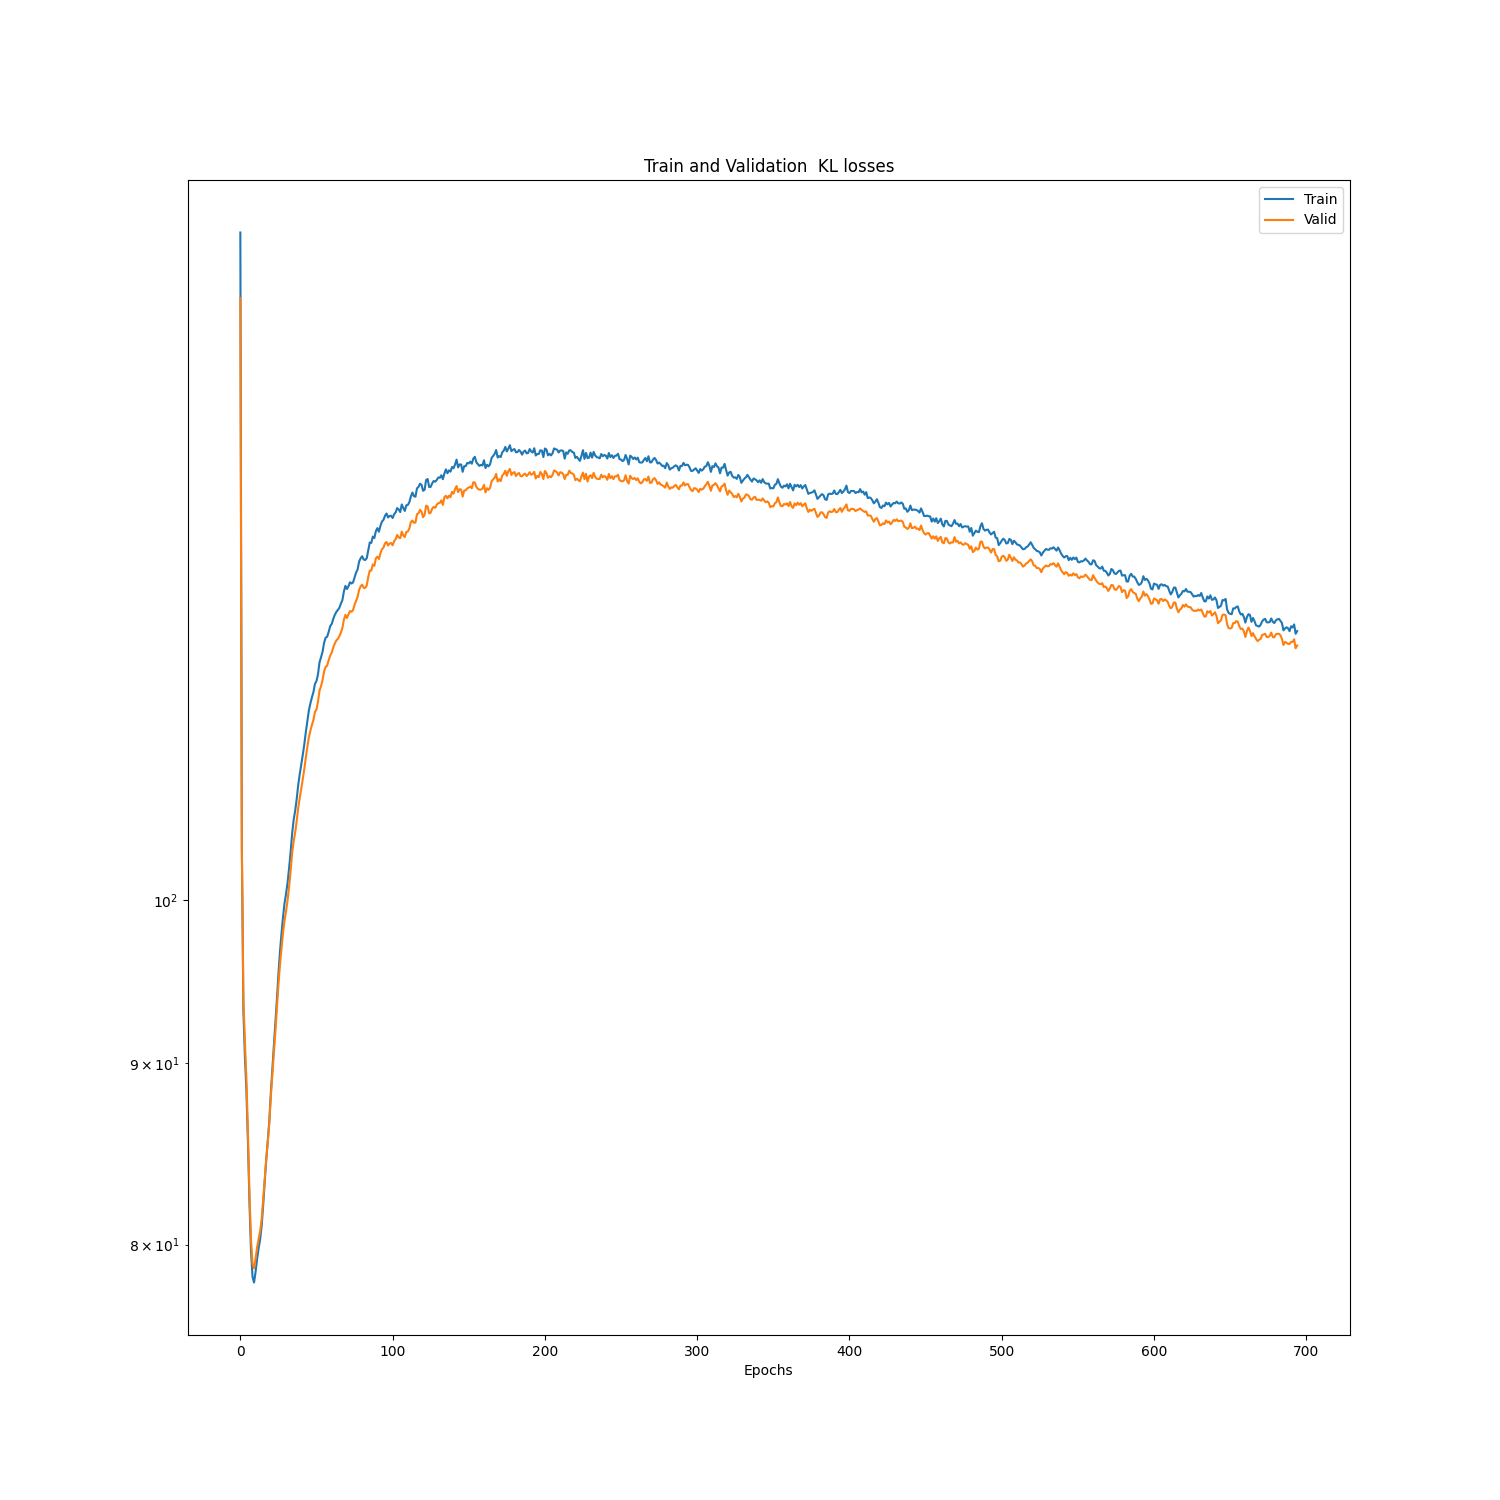 Train and Validation  KL losses
Train
Valid
10²
9 × 10¹
8 × 10¹
0 100 200 300 400 500 600 700
Epochs